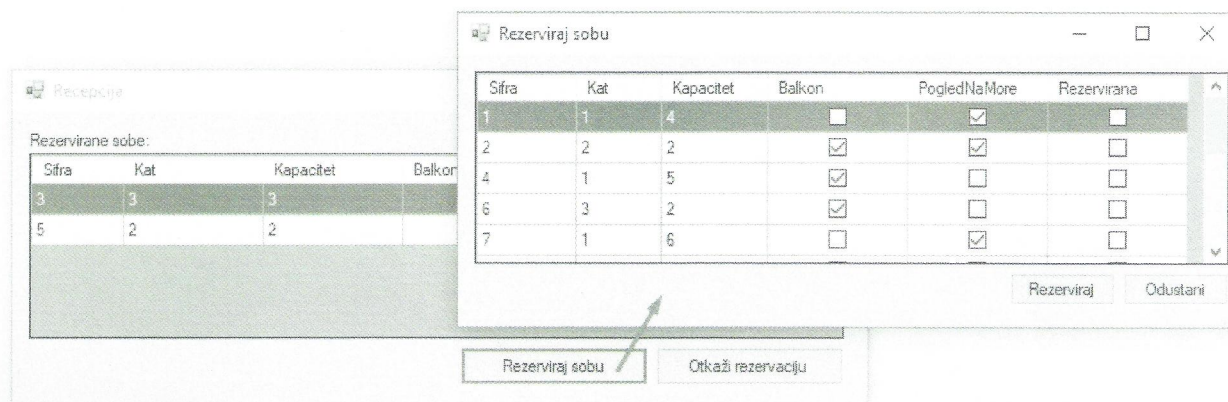 Rezerviraj sobu
Sifra Kat Kapacitet Balkon PogledNaMore Rezervirana
1 1 4
2 2 2
4 1 5
6 3 2
7 1 6
Rezerviraj Odustani
Recepcija
Rezervirane sobe:
Sifra Kat Kapacitet Balkon
3 3 3
5 2 2
Rezerviraj sobu Otkaži rezervaciju